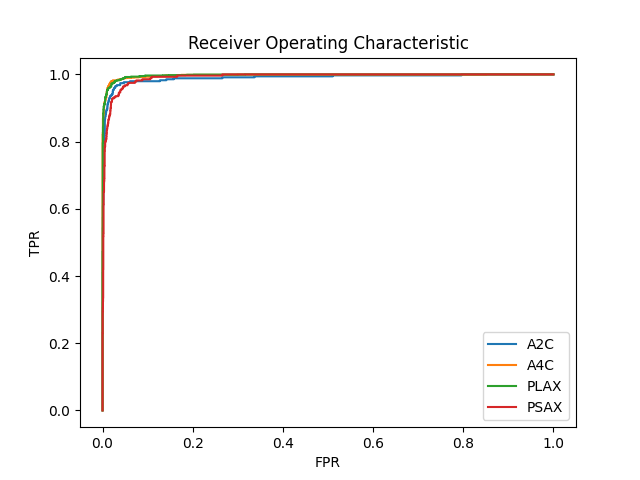 Receiver Operating Characteristic
TPR
1.0
0.8
0.6
0.4
0.2
0.0
A2C
A4C
PLAX
PSAX
0.0 0.2 0.4 0.6 0.8 1.0
FPR